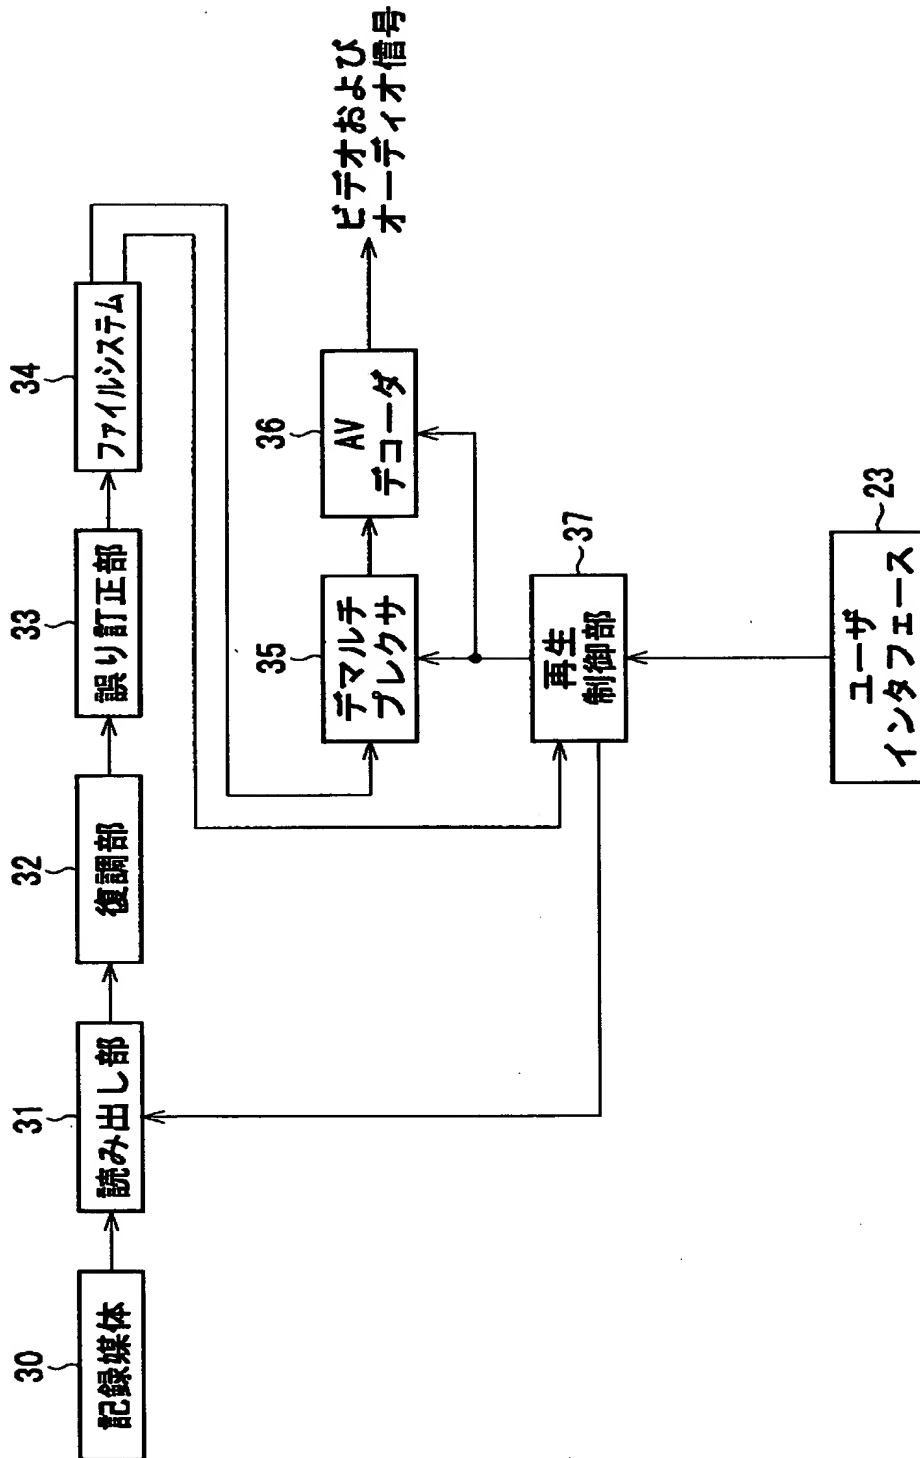 30
記録媒体
31
読み出し部
32
復調部
33
誤り訂正部
34
ファイルシステム
35
デマルチ
プレクサ
36
AV
デコーダ
ビデオおよび
オーディオ信号
37
再生
制御部
23
ユーザ
インタフェース